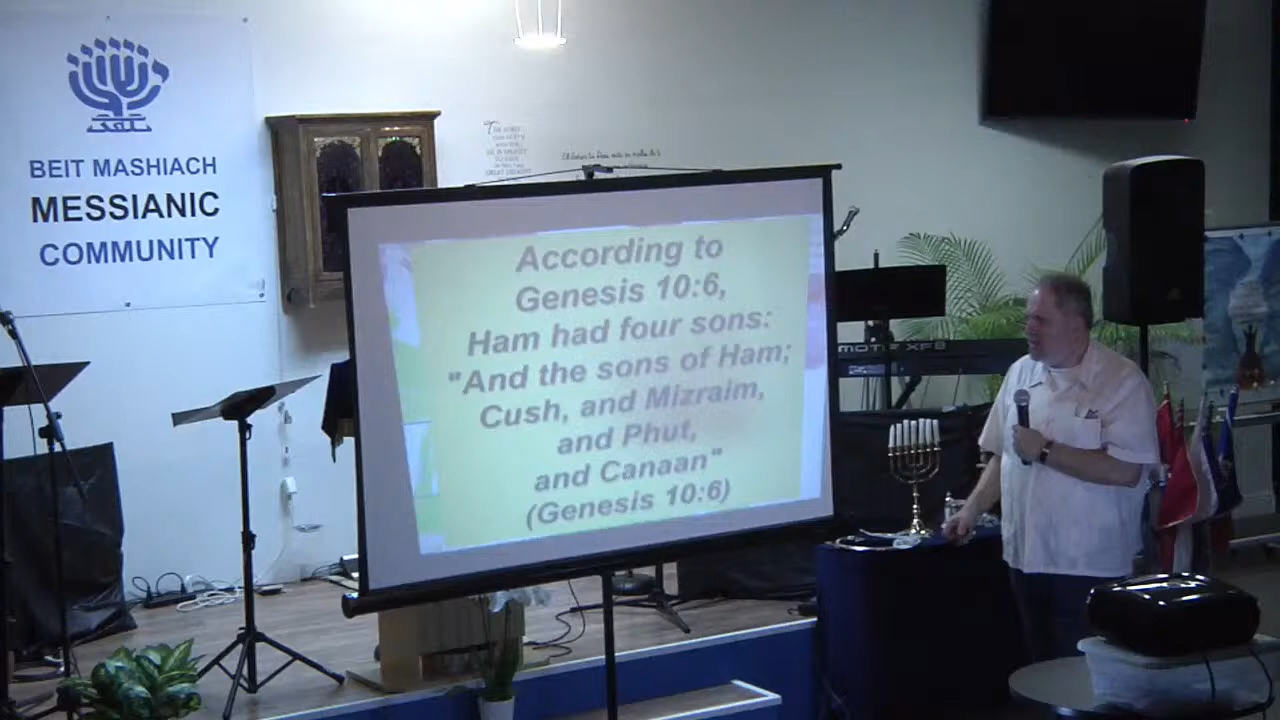 BEIT MASHIACH
MESSIANIC
COMMUNITY
According to
Genesis 10:6,
Ham had four sons:
"And the sons of Ham;
Cush, and Mizraim,
and Phut,
and Canaan"
(Genesis 10:6)
MOTIF XF8